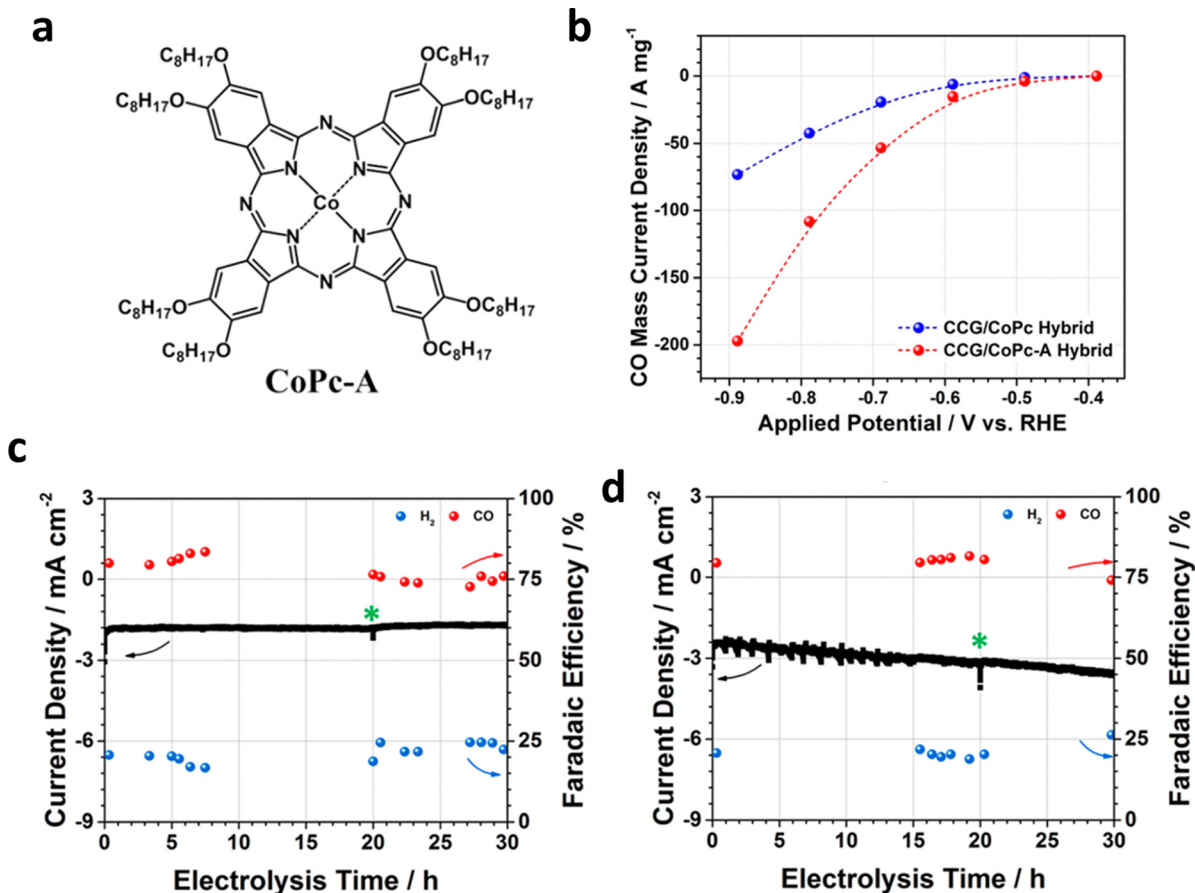 a
C₈H₁₇O OC₈H₁₇
C₈H₁₇O OC₈H₁₇
N
N N
N Co N
N N
N
C₈H₁₇O OC₈H₁₇
C₈H₁₇O OC₈H₁₇
CoPc-A
b
CO Mass Current Density / A mg⁻¹
0
-50
-100
-150
-200
CCG/CoPc Hybrid
CCG/CoPc-A Hybrid
-0.9 -0.8 -0.7 -0.6 -0.5 -0.4
Applied Potential / V vs. RHE
c
Current Density / mA cm⁻²
3
0
-3
-6
-9
H₂ CO
*
100
75
50
25
0
Faradaic Efficiency / %
0 5 10 15 20 25 30
Electrolysis Time / h
d
Current Density / mA cm⁻²
3
0
-3
-6
-9
H₂ CO
*
100
75
50
25
0
Faradaic Efficiency / %
0 5 10 15 20 25 30
Electrolysis Time / h